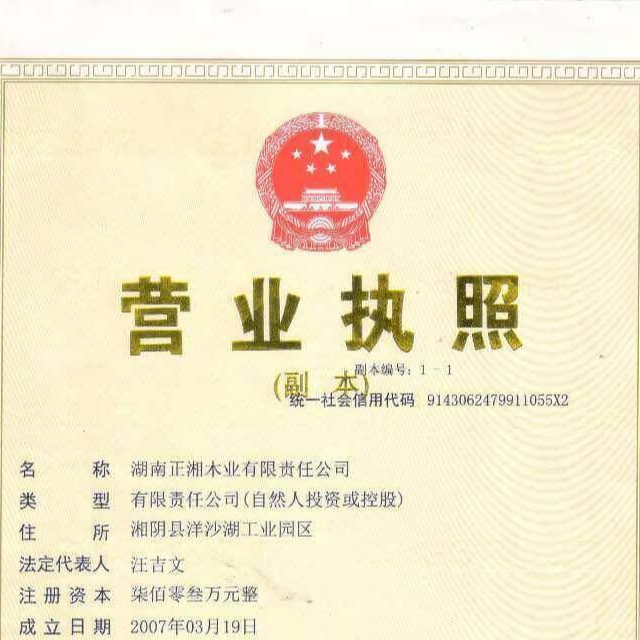 营业执照
副本编号：1－1
（副 本）
统一社会信用代码 9143062479911055X2
名 称 湖南正湘木业有限责任公司
类 型 有限责任公司(自然人投资或控股)
住 所 湘阴县洋沙湖工业园区
法定代表人 汪吉文
注 册 资 本 柒佰零叁万元整
成 立 日 期 2007年03月19日